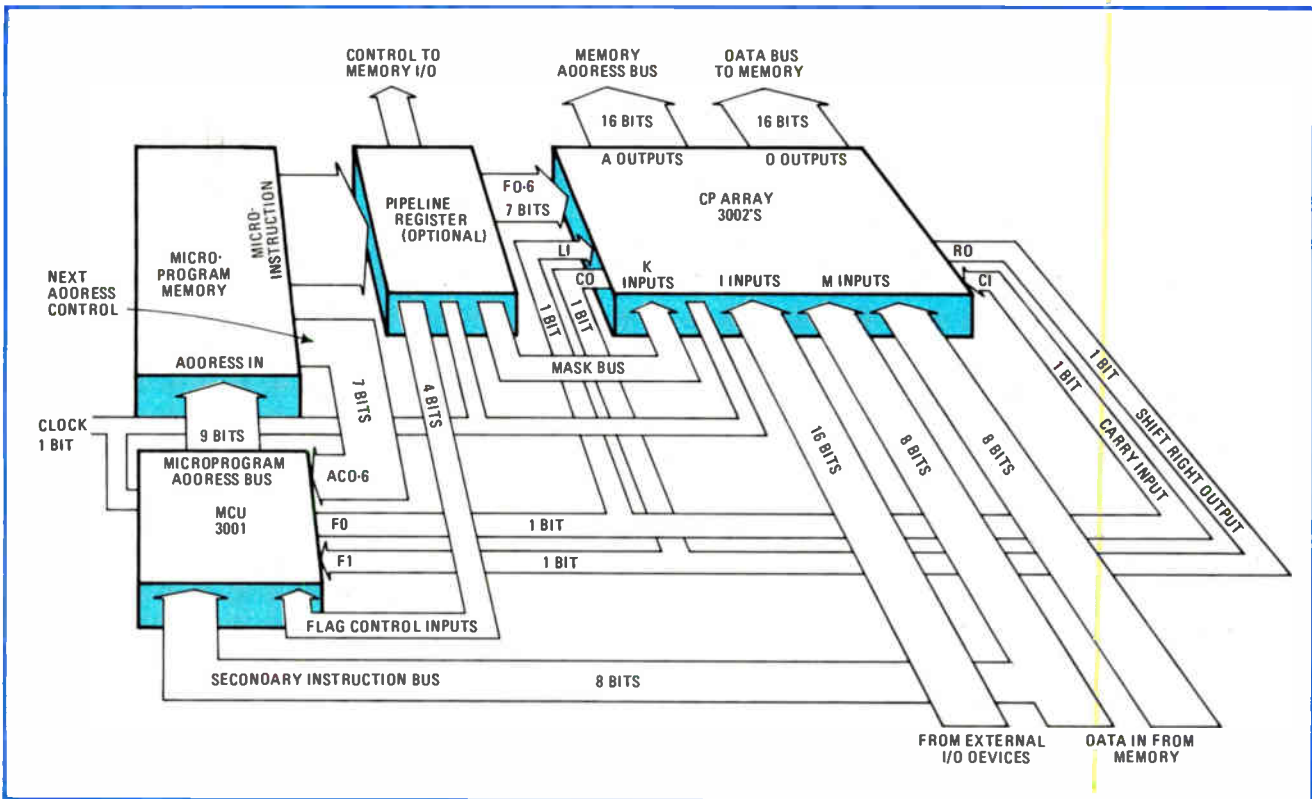 CONTROL TO
MEMORY I/O
MEMORY
AODRESS BUS
OATA BUS
TO MEMORY
16 BITS
16 BITS
A OUTPUTS
O OUTPUTS
CP ARRAY
3002'S
FO-6
7 BITS
PIPELINE
REGISTER
(OPTIONAL)
MICRO-
INSTRUCTION
MICRO-
PROGRAM
MEMORY
NEXT
AOORESS
CONTROL
AOORESS IN
LI
CO
K
INPUTS
I INPUTS
M INPUTS
RO
CI
1 BIT
1 BIT
MASK BUS
7 BITS
4 BITS
CLOCK
1 BIT
9 BITS
MICROPROGRAM
AOORESS BUS
MCU
3001
ACO-6
F0
1 BIT
F1
1 BIT
16 BITS
8 BITS
8 BITS
1 BIT
CARRY INPUT
1 BIT
SHIFT RIGHT OUTPUT
FLAG CONTROL INPUTS
SECONOARY INSTRUCTION BUS
8 BITS
FROM EXTERNAL
I/O OEVICES
OATA IN FROM
MEMORY